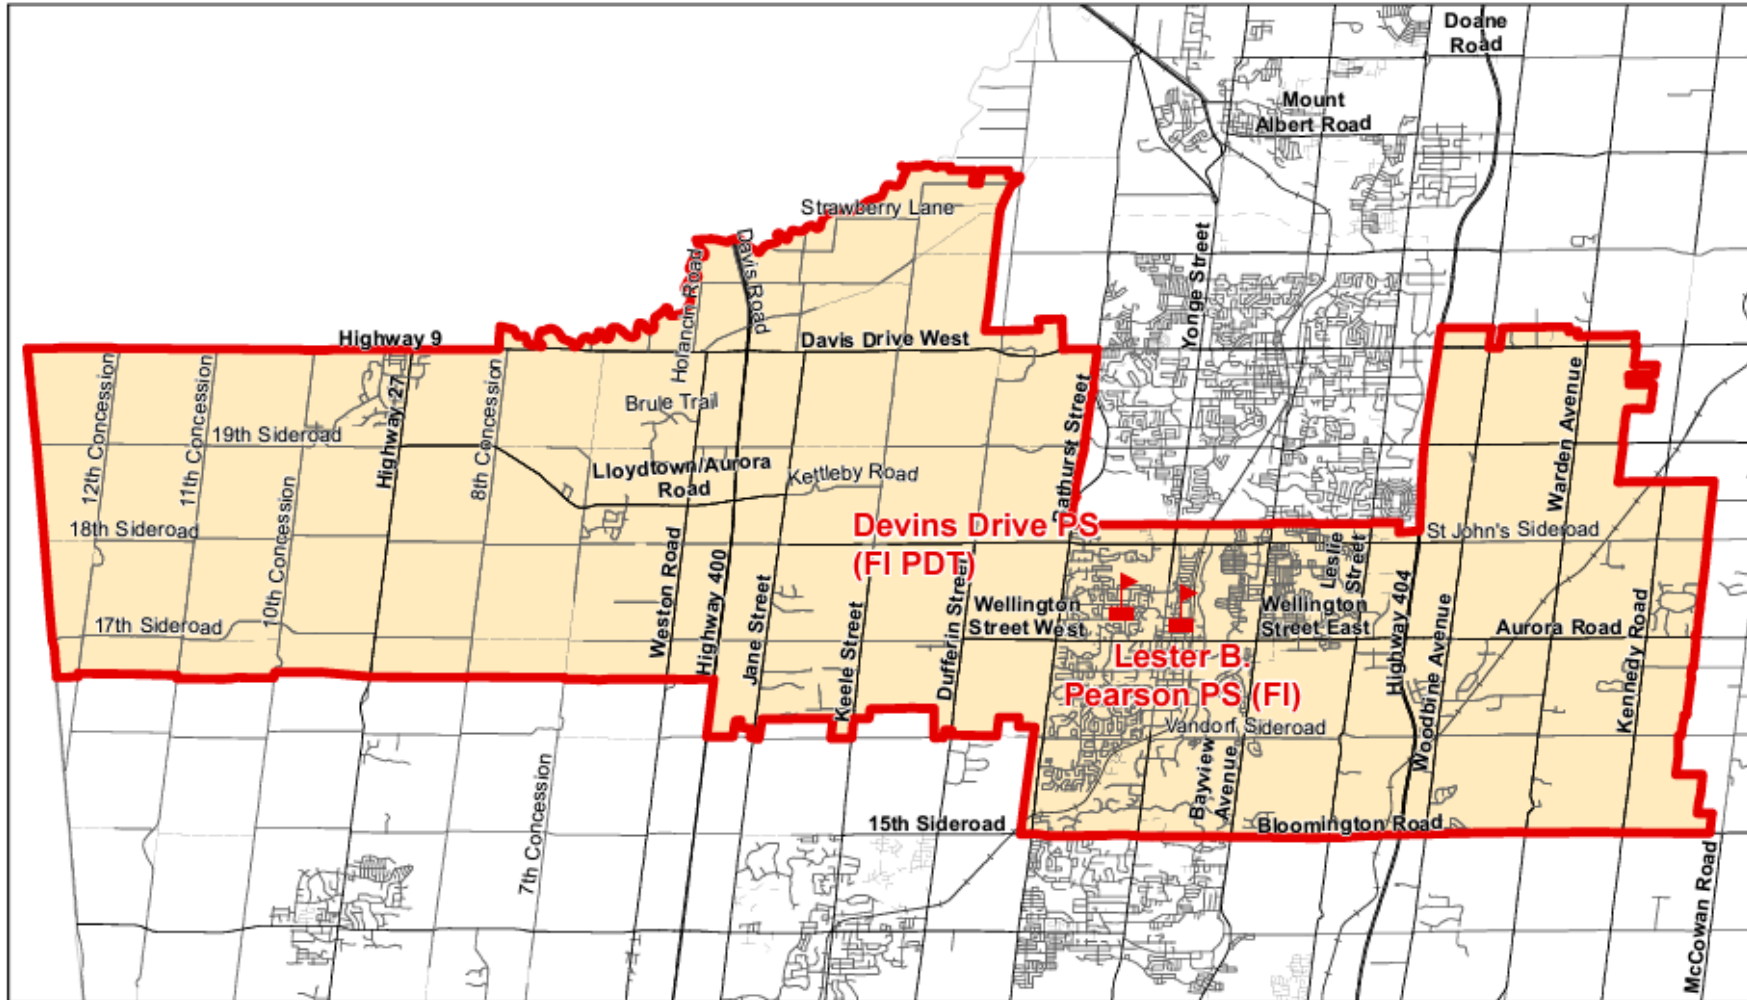 Doane
Road
Mount
Albert Road
Strawberry Lane
Yonge Street
Davis Road
Holancin Road
Highway 9
Davis Drive West
12th Concession
11th Concession
Highway 27
8th Concession
Brule Trail
Bathurst Street
Warden Avenue
19th Sideroad
Lloydtown/Aurora
Road
Kettleby Road
10th Concession
18th Sideroad
Devins Drive PS
(FI PDT)
St John's Sideroad
Leslie
Street
Weston Road
Highway 400
Jane Street
Keele Street
Dufferin Street
Wellington
Street West
Wellington
Street East
Highway 404
Woodbine Avenue
Aurora Road
Kennedy Road
17th Sideroad
Lester B.
Pearson PS (FI)
Vandorf Sideroad
Bayview
Avenue
7th Concession
15th Sideroad
Bloomington Road
McCowan Road